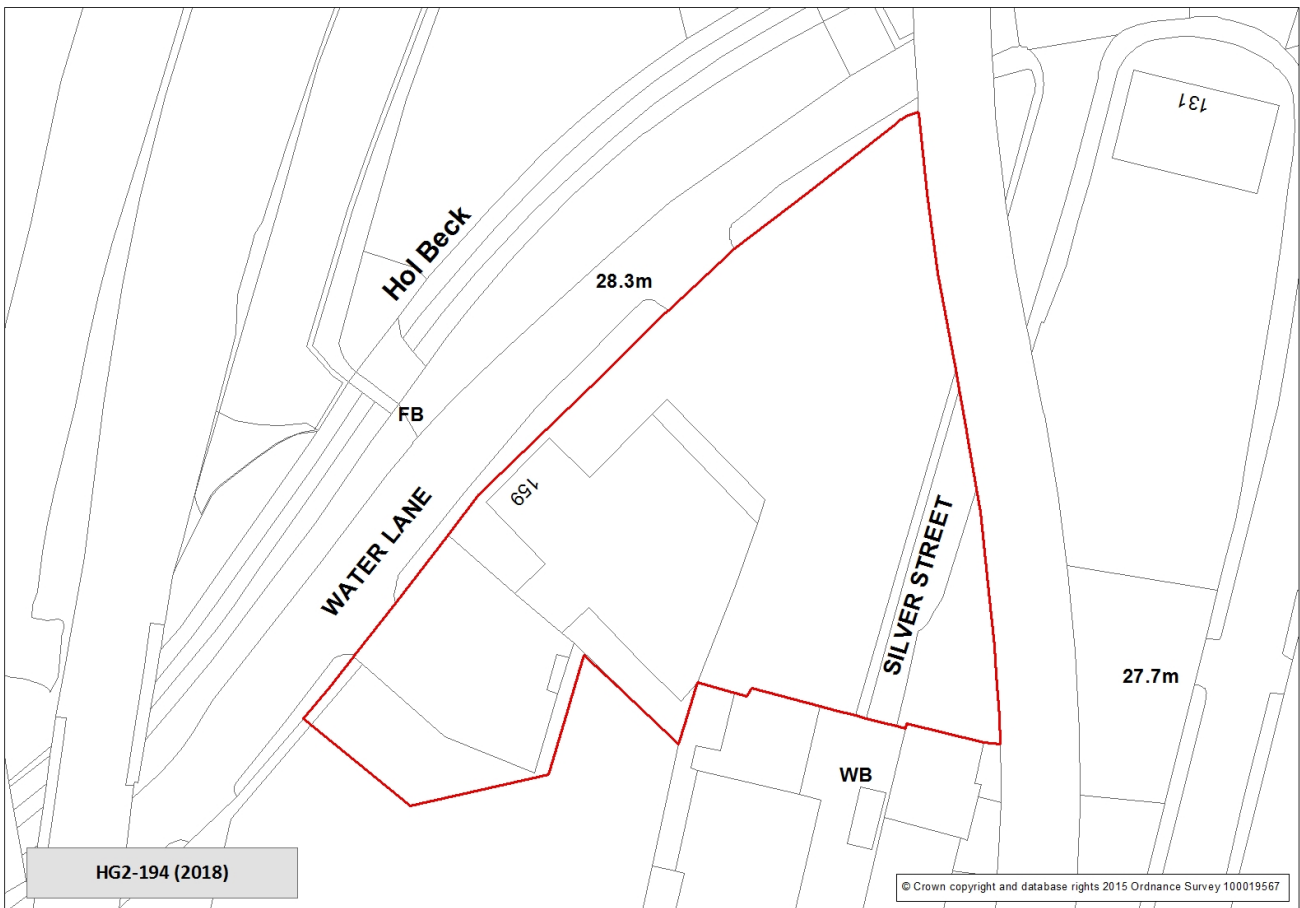 131
Hol Beck
28.3m
FB
159
WATER LANE
SILVER STREET
27.7m
WB
HG2-194 (2018)
© Crown copyright and database rights 2015 Ordnance Survey 100019567